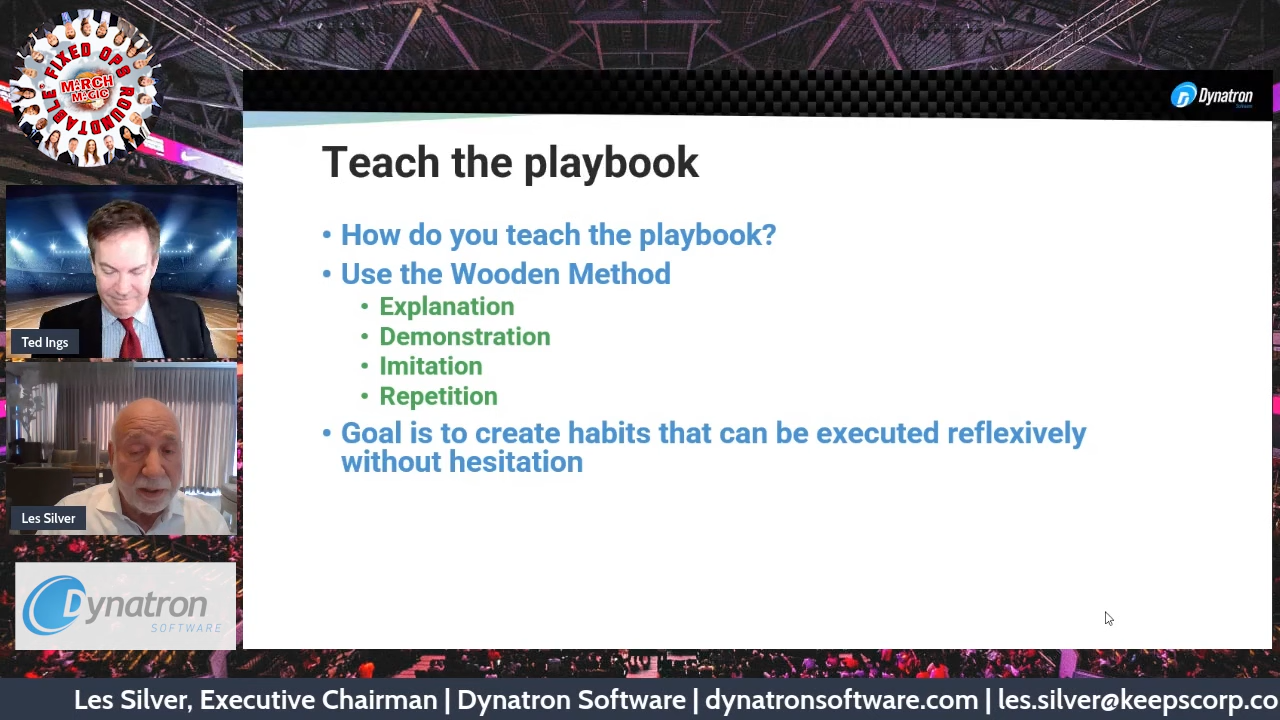 FIXED OPS
MARCH
MAGIC
ROUNDTABLE
Dynatron
Software
Teach the playbook
• How do you teach the playbook?
• Use the Wooden Method
• Explanation
• Demonstration
• Imitation
• Repetition
• Goal is to create habits that can be executed reflexively
without hesitation
Ted Ings
Les Silver
Dynatron
SOFTWARE
Les Silver, Executive Chairman | Dynatron Software | dynatronsoftware.com | les.silver@keepscorp.co